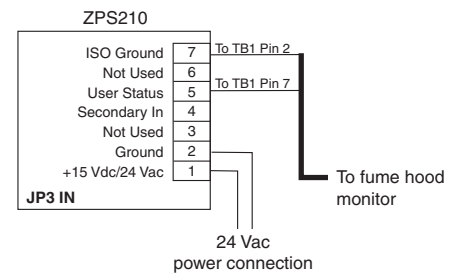 ZPS210
ISO Ground 7 To TB1 Pin 2
Not Used 6
User Status 5 To TB1 Pin 7
Secondary In 4
Not Used 3
Ground 2
+15 Vdc/24 Vac 1
To fume hood
monitor
JP3 IN
24 Vac
power connection